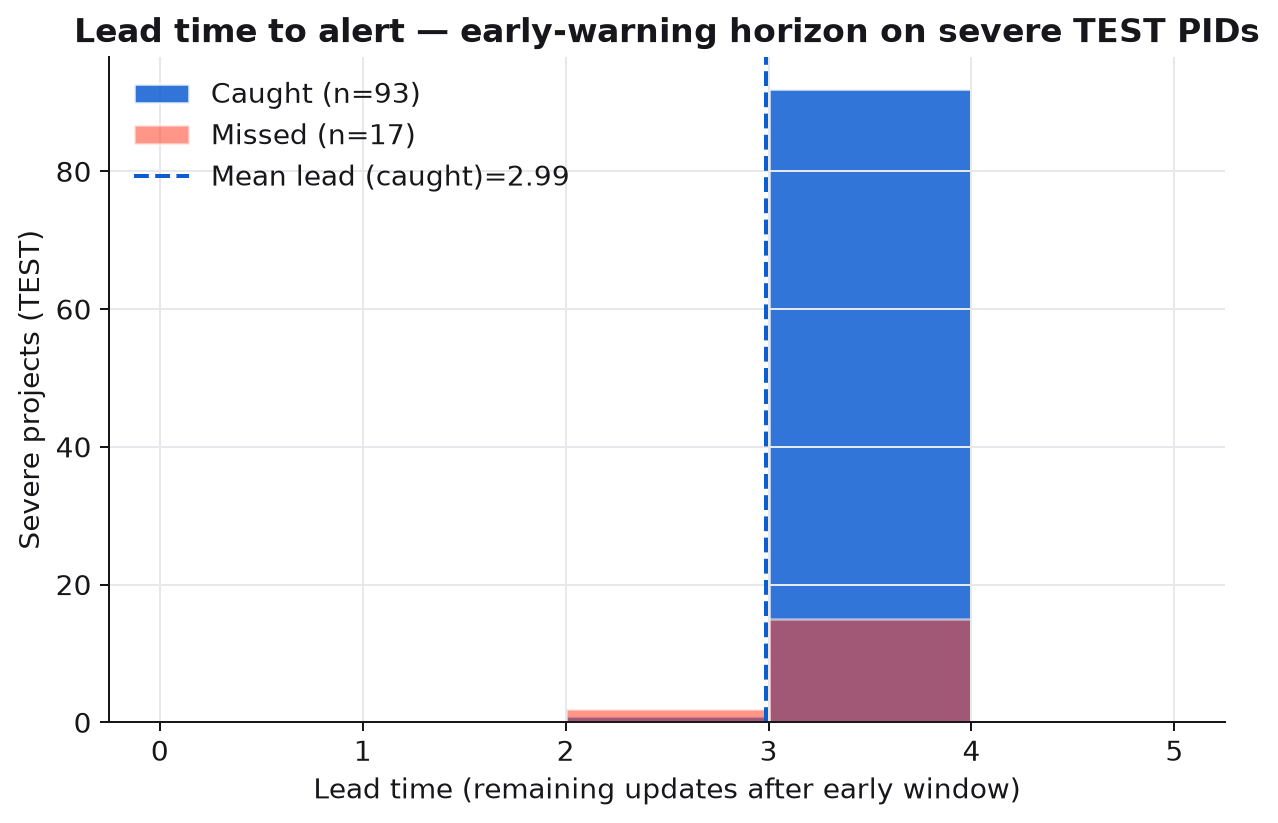 Lead time to alert — early-warning horizon on severe TEST PIDs
Caught (n=93)
Missed (n=17)
Mean lead (caught)=2.99
Severe projects (TEST)
80
60
40
20
0
0 1 2 3 4 5
Lead time (remaining updates after early window)